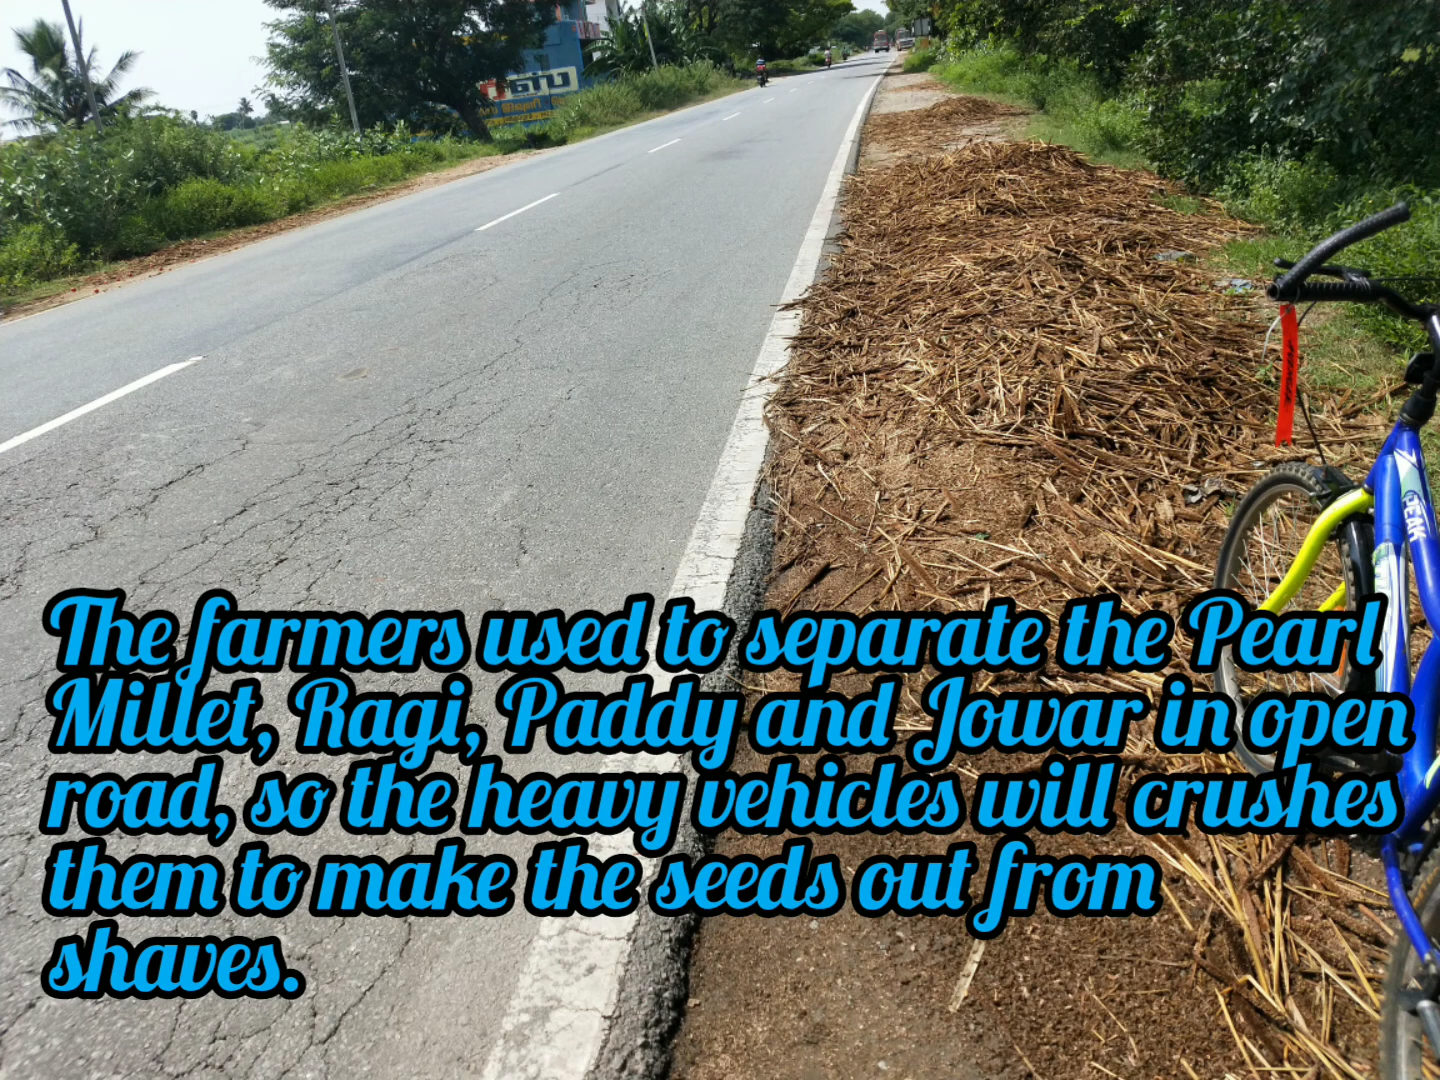 The farmers used to separate the Pearl
Millet, Ragi, Paddy and Jowar in open
road, so the heavy vehicles will crushes
them to make the seeds out from
shaves.
PEAK